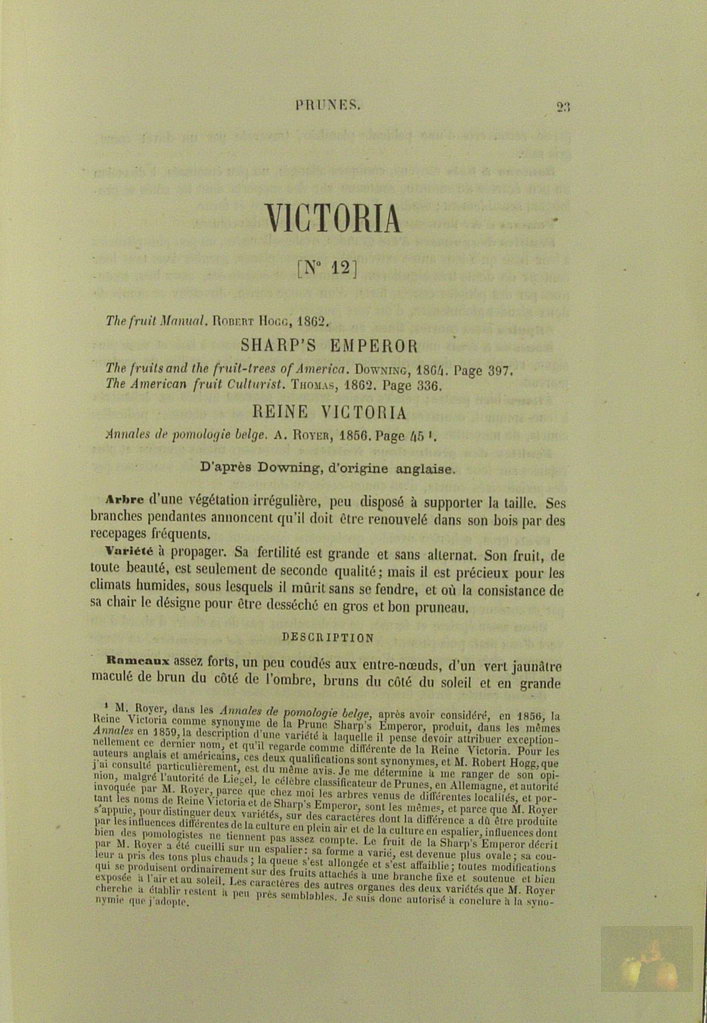 PRUNES. 23
VICTORIA
[N° 12]
The fruit Manual. ROBERT HOGG, 1862.
SHARP'S EMPEROR
The fruits and the fruit-trees of America. DOWNING, 1864. Page 397.
The American fruit Culturist. THOMAS, 1862. Page 336.
REINE VICTORIA
Annales de pomologie belge. A. ROYER, 1856. Page 45 ¹.
D'après Downing, d'origine anglaise.
Arbre d'une végétation irrégulière, peu disposé à supporter la taille. Ses
branches pendantes annoncent qu'il doit être renouvelé dans son bois par des
recepages fréquents.
Variété à propager. Sa fertilité est grande et sans alternat. Son fruit, de
toute beauté, est seulement de seconde qualité; mais il est précieux pour les
climats humides, sous lesquels il mûrit sans se fendre, et où la consistance de
sa chair le désigne pour être desséché en gros et bon pruneau.
DESCRIPTION
Rameaux assez forts, un peu coudés aux entre-nœuds, d'un vert jaunâtre
maculé de brun du côté de l'ombre, bruns du côté du soleil et en grande
¹ M. Royer, dans les Annales de pomologie belge, après avoir considéré, en 1856, la
Reine Victoria comme synonyme de la Prune Sharp's Emperor, produit, dans les mêmes
Annales en 1859, la description d'une variété à laquelle il pense devoir attribuer exception-
nellement ce dernier nom, et qu'il regarde comme différente de la Reine Victoria. Pour les
auteurs anglais et américains, ces deux qualifications sont synonymes, et M. Robert Hogg, que
j'ai consulté particulièrement, est du même avis. Je me détermine à me ranger de son opi-
nion, malgré l'autorité de Liegel, le célèbre classificateur de Prunes, en Allemagne, et autorité
invoquée par M. Royer, parce que chez moi les arbres venus de différentes localités, et por-
tant les noms de Reine Victoria et de Sharp's Emperor, sont les mêmes, et parce que M. Royer
s'appuie, pour distinguer deux variétés, sur des caractères dont la différence a dû être produite
par les influences différentes de la culture en plein air et de la culture en espalier, influences dont
bien des pomologistes ne tiennent pas assez compte. Le fruit de la Sharp's Emperor décrit
par M. Royer a été cueilli sur un espalier: sa forme a varié, est devenue plus ovale; sa cou-
leur a pris des tons plus chauds; la queue s'est allongée et s'est affaiblie; toutes modifications
qui se produisent ordinairement sur des fruits attachés à une branche fixe et soutenue et bien
exposée à l'air et au soleil. Les caractères des autres organes des deux variétés que M. Royer
cherche à établir restent à peu près semblables. Je suis donc autorisé à conclure à la syno-
nymie que j'adopte.